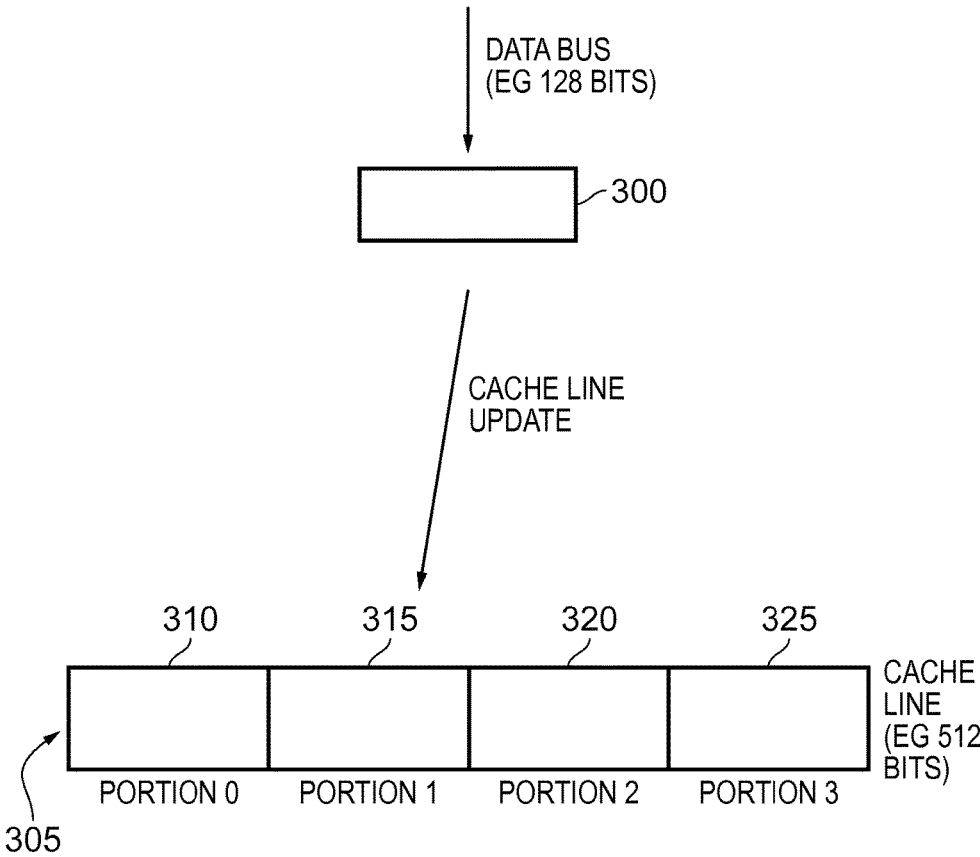 DATA BUS
(EG 128 BITS)
300
CACHE LINE
UPDATE
310
315
320
325
CACHE
LINE
(EG 512
BITS)
PORTION 0
PORTION 1
PORTION 2
PORTION 3
305